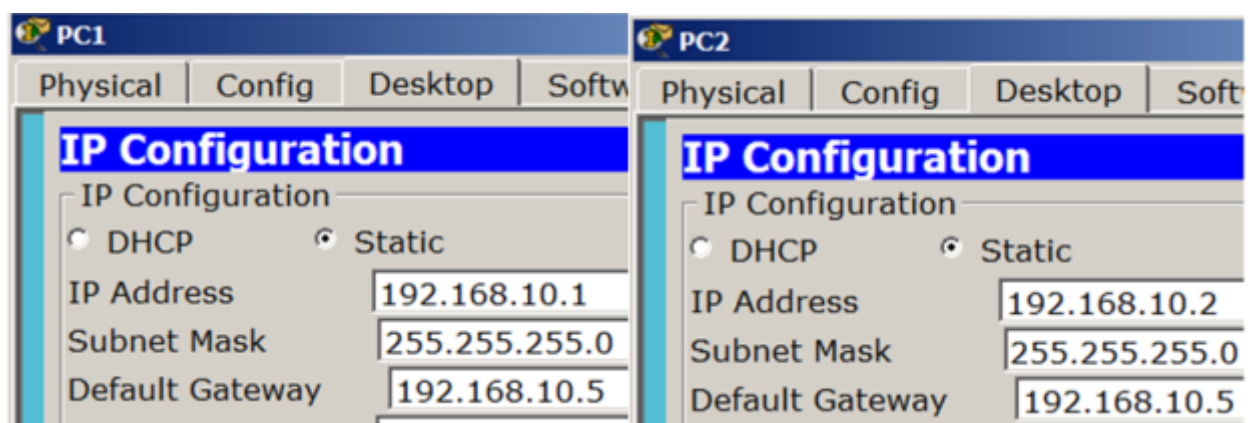 PC1
Physical Config Desktop Softw
IP Configuration
IP Configuration
DHCP Static
IP Address 192.168.10.1
Subnet Mask 255.255.255.0
Default Gateway 192.168.10.5
PC2
Physical Config Desktop Soft
IP Configuration
IP Configuration
DHCP Static
IP Address 192.168.10.2
Subnet Mask 255.255.255.0
Default Gateway 192.168.10.5